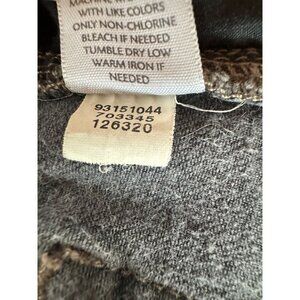 WITH LIKE COLORS
ONLY NON-CHLORINE
BLEACH IF NEEDED
TUMBLE DRY LOW
WARM IRON IF
NEEDED
93151044
703345
126320